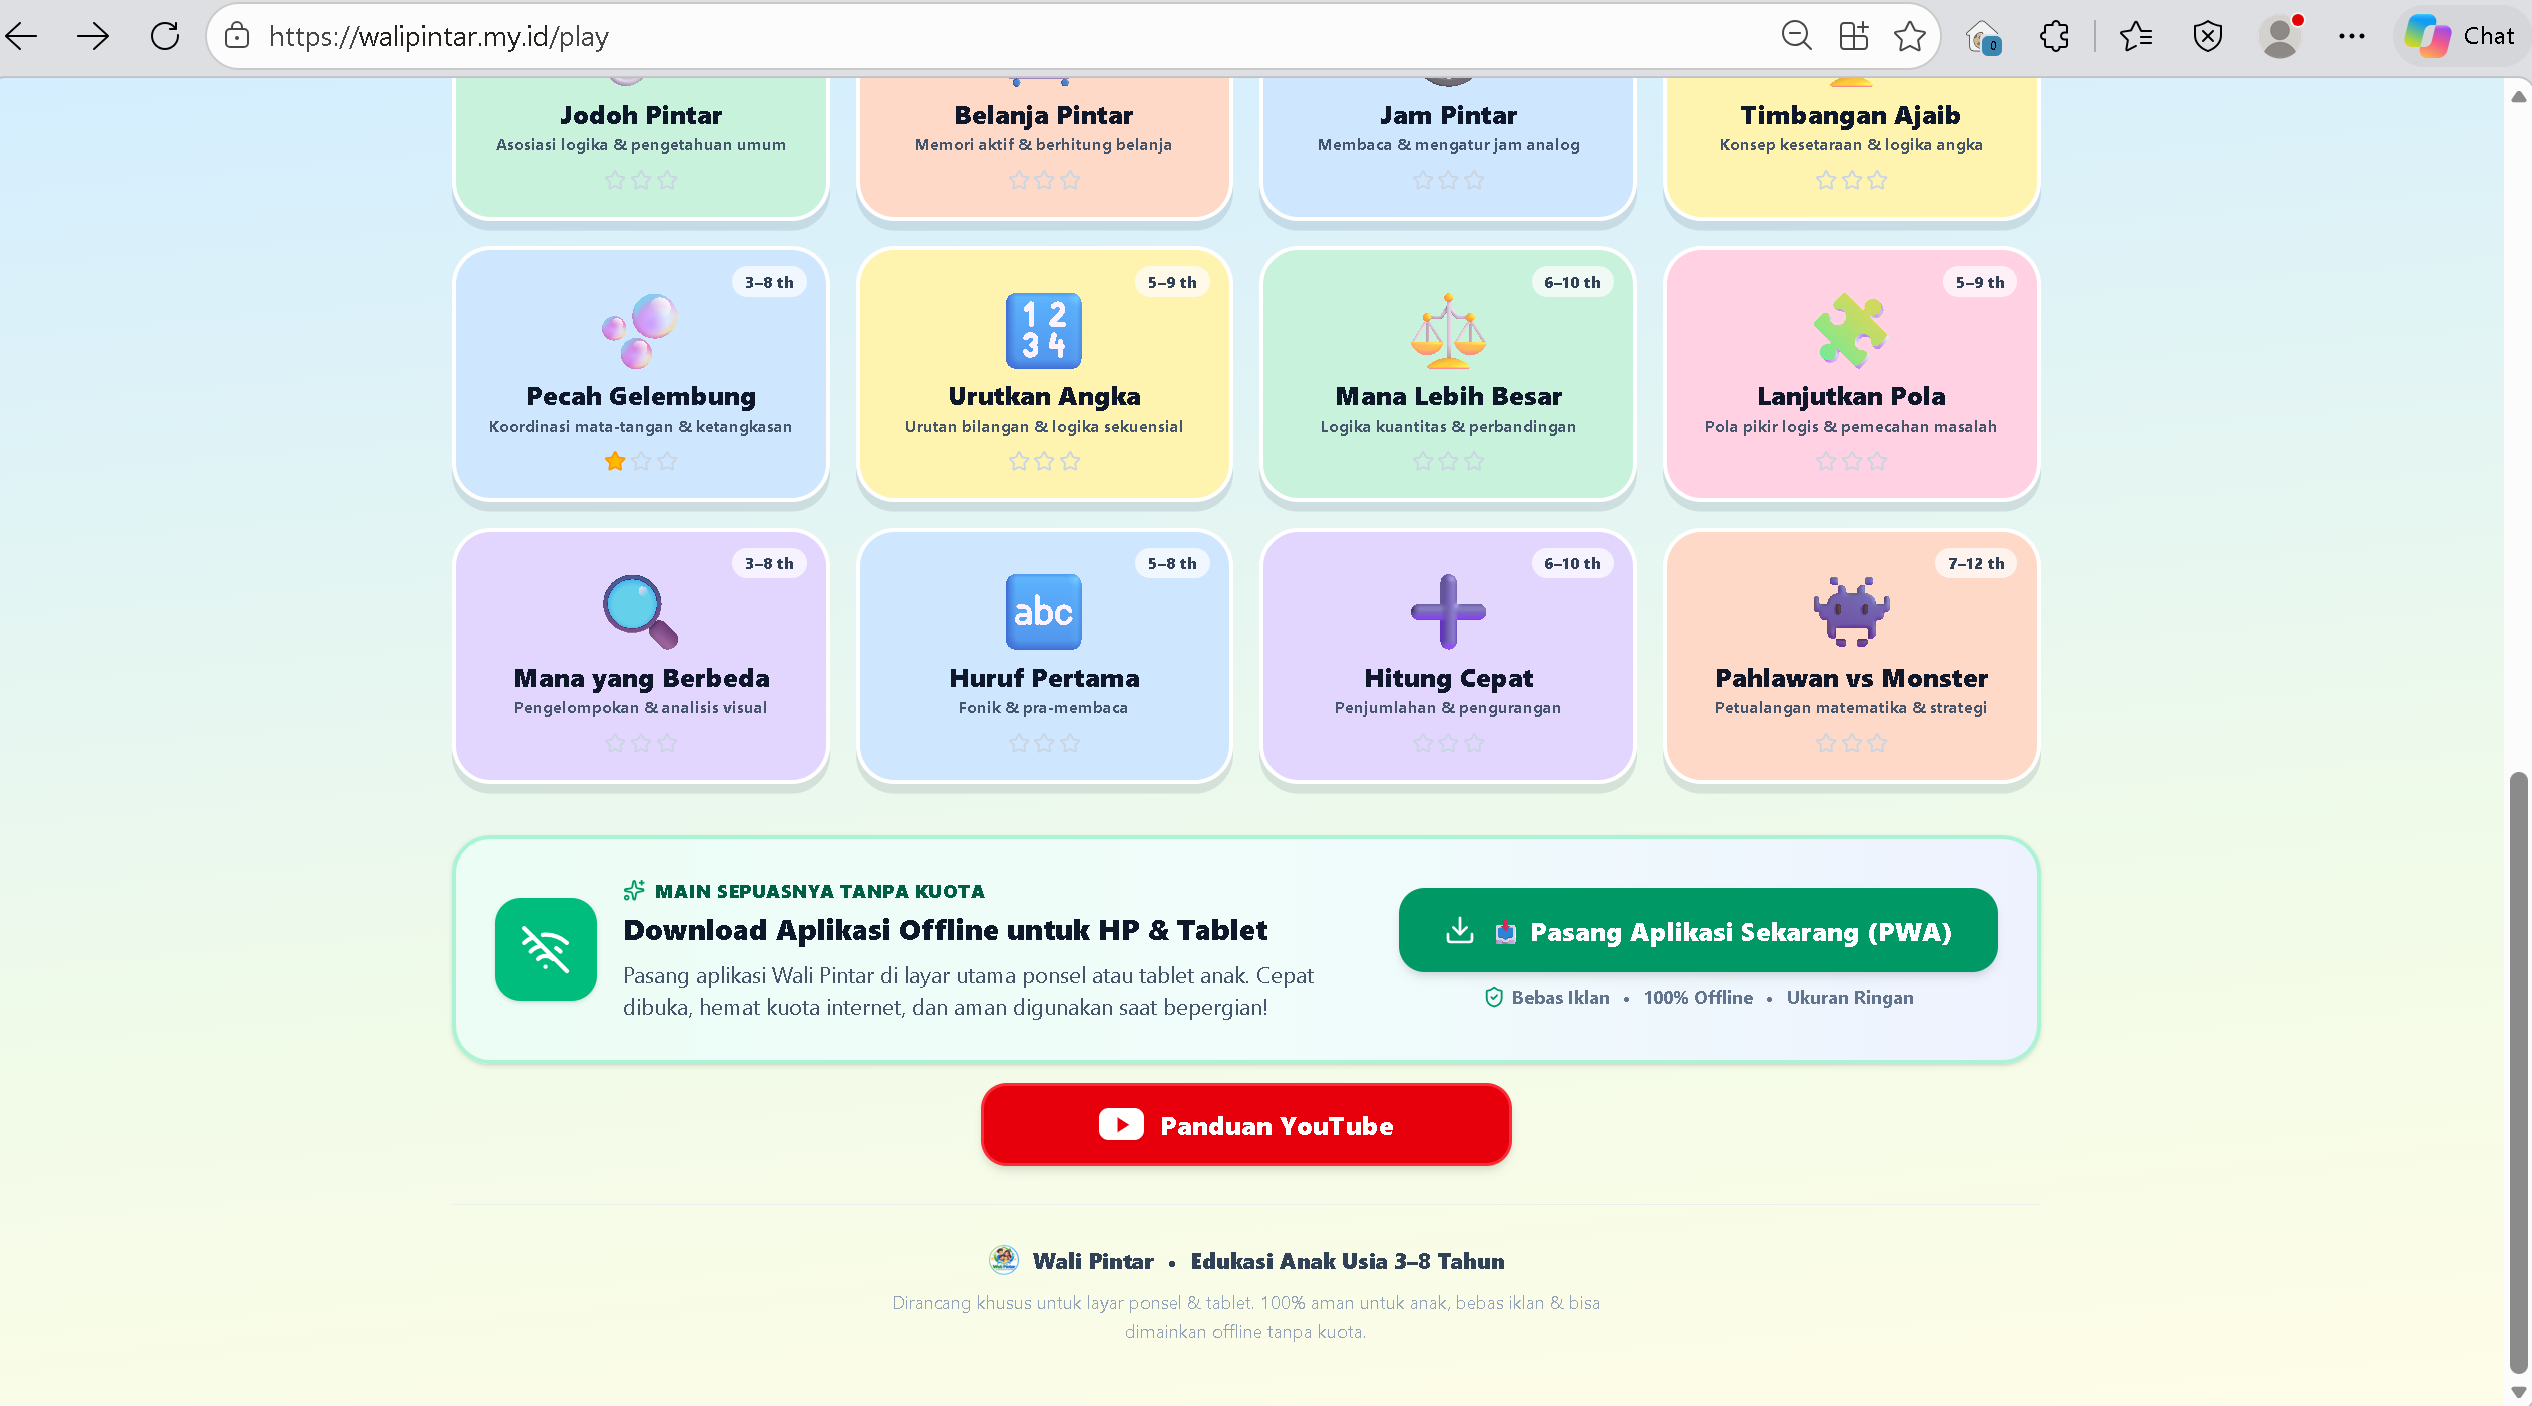 https://walipintar.my.id/play
0
Chat
Jodoh Pintar
Asosiasi logika & pengetahuan umum
Belanja Pintar
Memori aktif & berhitung belanja
Jam Pintar
Membaca & mengatur jam analog
Timbangan Ajaib
Konsep kesetaraan & logika angka
3–8 th
Pecah Gelembung
Koordinasi mata-tangan & ketangkasan
5–9 th
1 2
3 4
Urutkan Angka
Urutan bilangan & logika sekuensial
6–10 th
Mana Lebih Besar
Logika kuantitas & perbandingan
5–9 th
Lanjutkan Pola
Pola pikir logis & pemecahan masalah
3–8 th
Mana yang Berbeda
Pengelompokan & analisis visual
5–8 th
abc
Huruf Pertama
Fonik & pra-membaca
6–10 th
Hitung Cepat
Penjumlahan & pengurangan
7–12 th
Pahlawan vs Monster
Petualangan matematika & strategi
MAIN SEPUASNYA TANPA KUOTA
Download Aplikasi Offline untuk HP & Tablet
Pasang aplikasi Wali Pintar di layar utama ponsel atau tablet anak. Cepat
dibuka, hemat kuota internet, dan aman digunakan saat bepergian!
Pasang Aplikasi Sekarang (PWA)
Bebas Iklan • 100% Offline • Ukuran Ringan
Panduan YouTube
Wali Pintar • Edukasi Anak Usia 3–8 Tahun
Dirancang khusus untuk layar ponsel & tablet. 100% aman untuk anak, bebas iklan & bisa
dimainkan offline tanpa kuota.